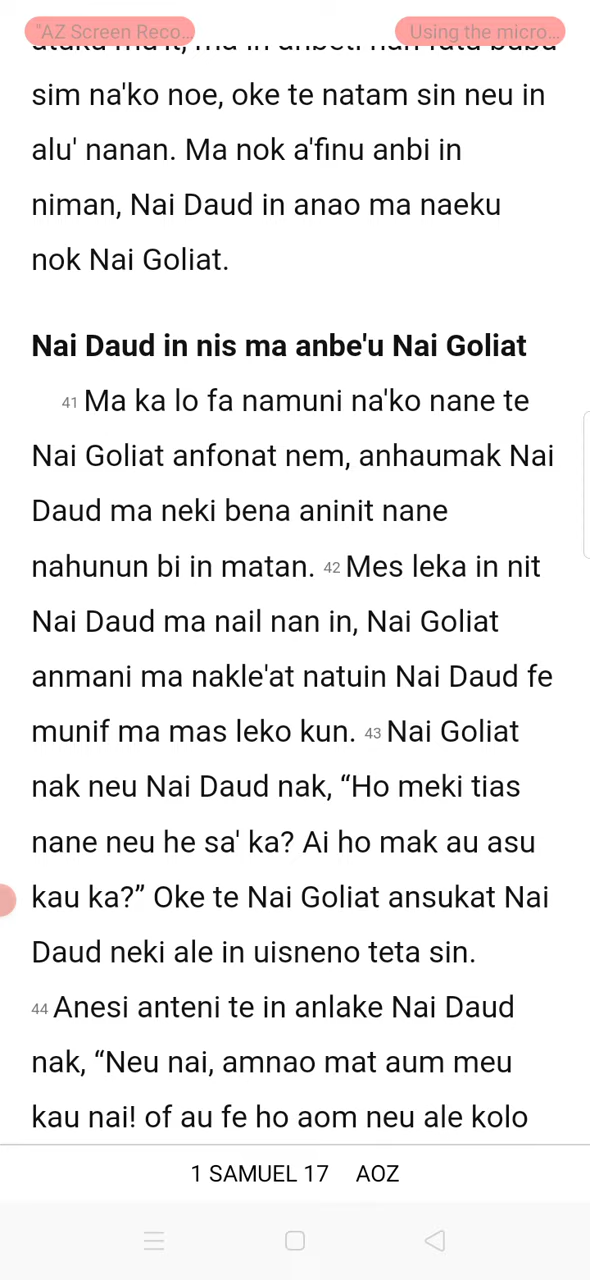 "AZ Screen Reco... Using the micro...
sim na'ko noe, oke te natam sin neu in
alu' nanan. Ma nok a'finu anbi in
niman, Nai Daud in anao ma naeku
nok Nai Goliat.
Nai Daud in nis ma anbe'u Nai Goliat
41 Ma ka lo fa namuni na'ko nane te
Nai Goliat anfonat nem, anhaumak Nai
Daud ma neki bena aninit nane
nahunun bi in matan. 42 Mes leka in nit
Nai Daud ma nail nan in, Nai Goliat
anmani ma nakle'at natuin Nai Daud fe
munif ma mas leko kun. 43 Nai Goliat
nak neu Nai Daud nak, “Ho meki tias
nane neu he sa' ka? Ai ho mak au asu
kau ka?” Oke te Nai Goliat ansukat Nai
Daud neki ale in uisneno teta sin.
44 Anesi anteni te in anlake Nai Daud
nak, “Neu nai, amnao mat aum meu
kau nai! of au fe ho aom neu ale kolo
1 SAMUEL 17 AOZ